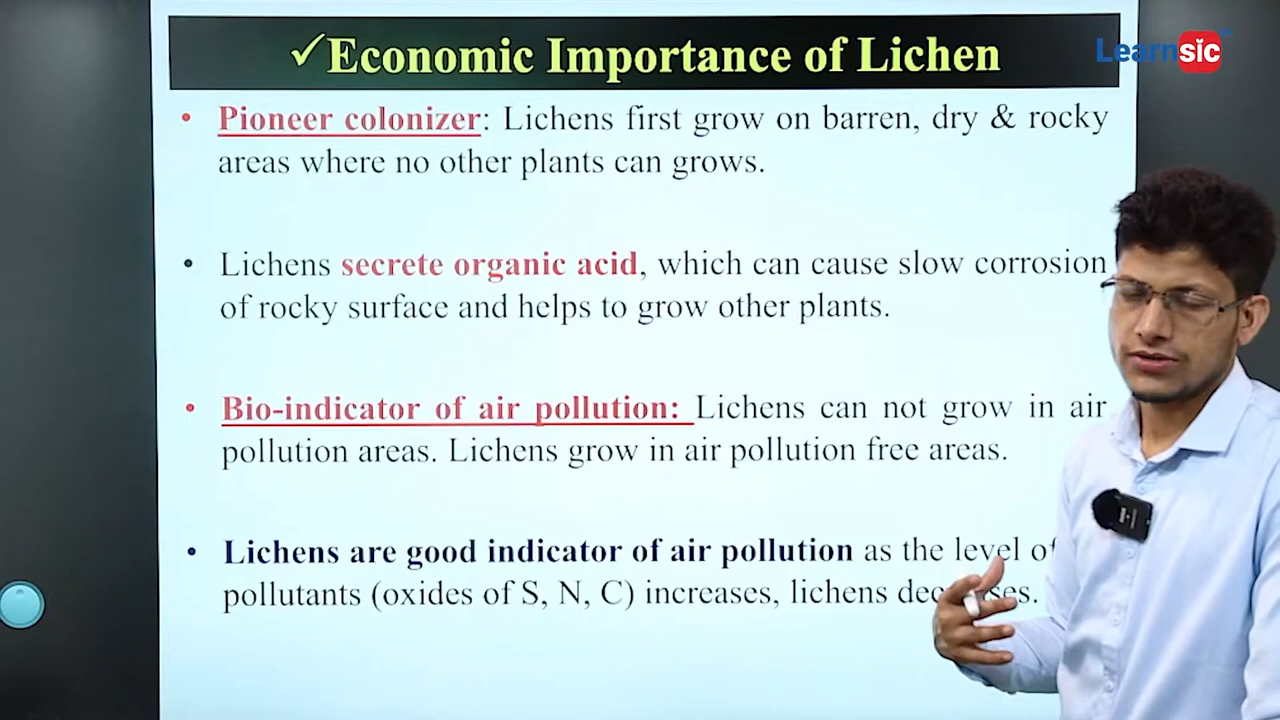 ✓Economic Importance of Lichen
Learnsic
• Pioneer colonizer: Lichens first grow on barren, dry & rocky
areas where no other plants can grows.
• Lichens secrete organic acid, which can cause slow corrosion
of rocky surface and helps to grow other plants.
• Bio-indicator of air pollution: Lichens can not grow in air
pollution areas. Lichens grow in air pollution free areas.
• Lichens are good indicator of air pollution as the level of
pollutants (oxides of S, N, C) increases, lichens